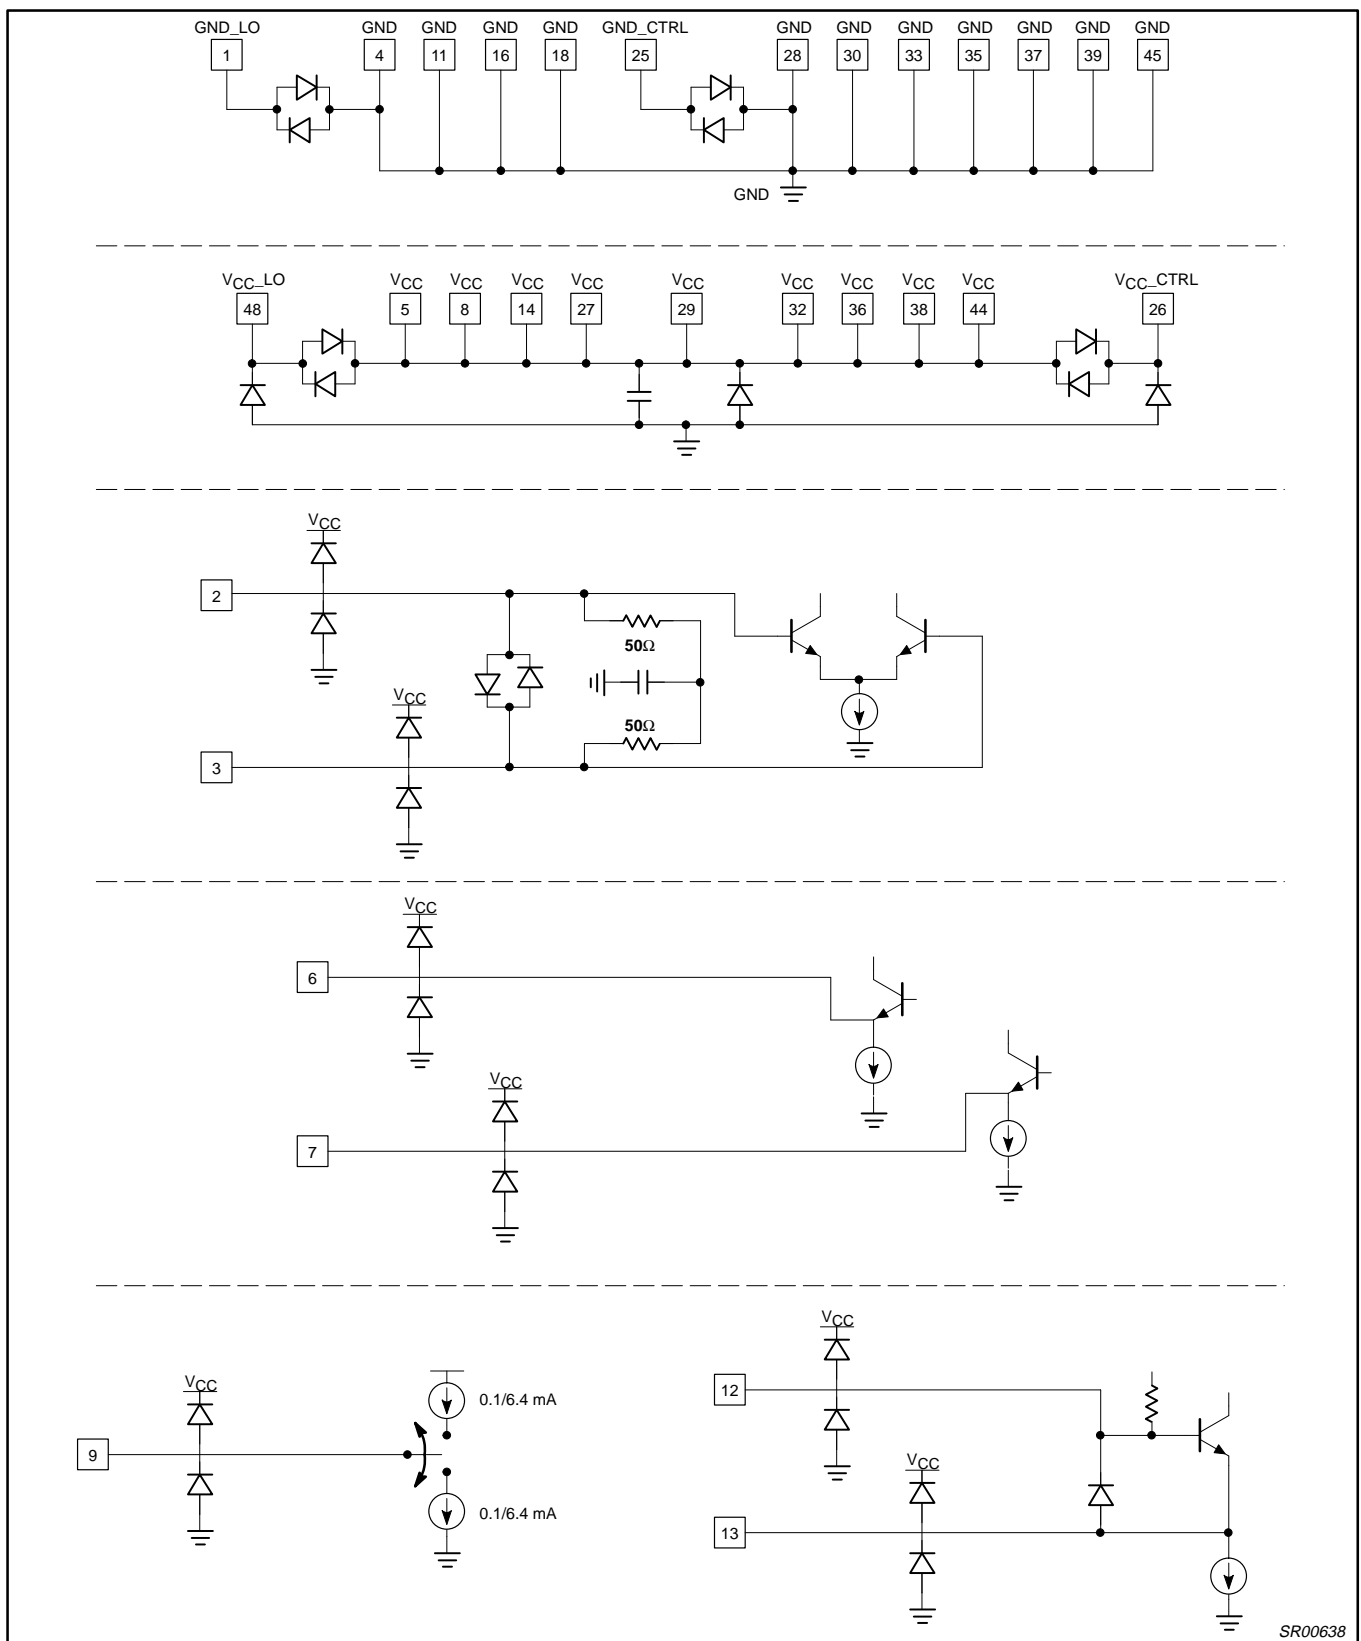 GND_LO GND GND GND GND GND_CTRL GND GND GND GND GND GND GND
1 4 11 16 18 25 28 30 33 35 37 39 45
GND
VCC_LO VCC VCC VCC VCC VCC VCC VCC VCC VCC VCC_CTRL
48 5 8 14 27 29 32 36 38 44 26
VCC
2
50Ω
VCC
50Ω
3
VCC
6
VCC
7
VCC
12
VCC
0.1/6.4 mA
9
VCC
0.1/6.4 mA
13
SR00638